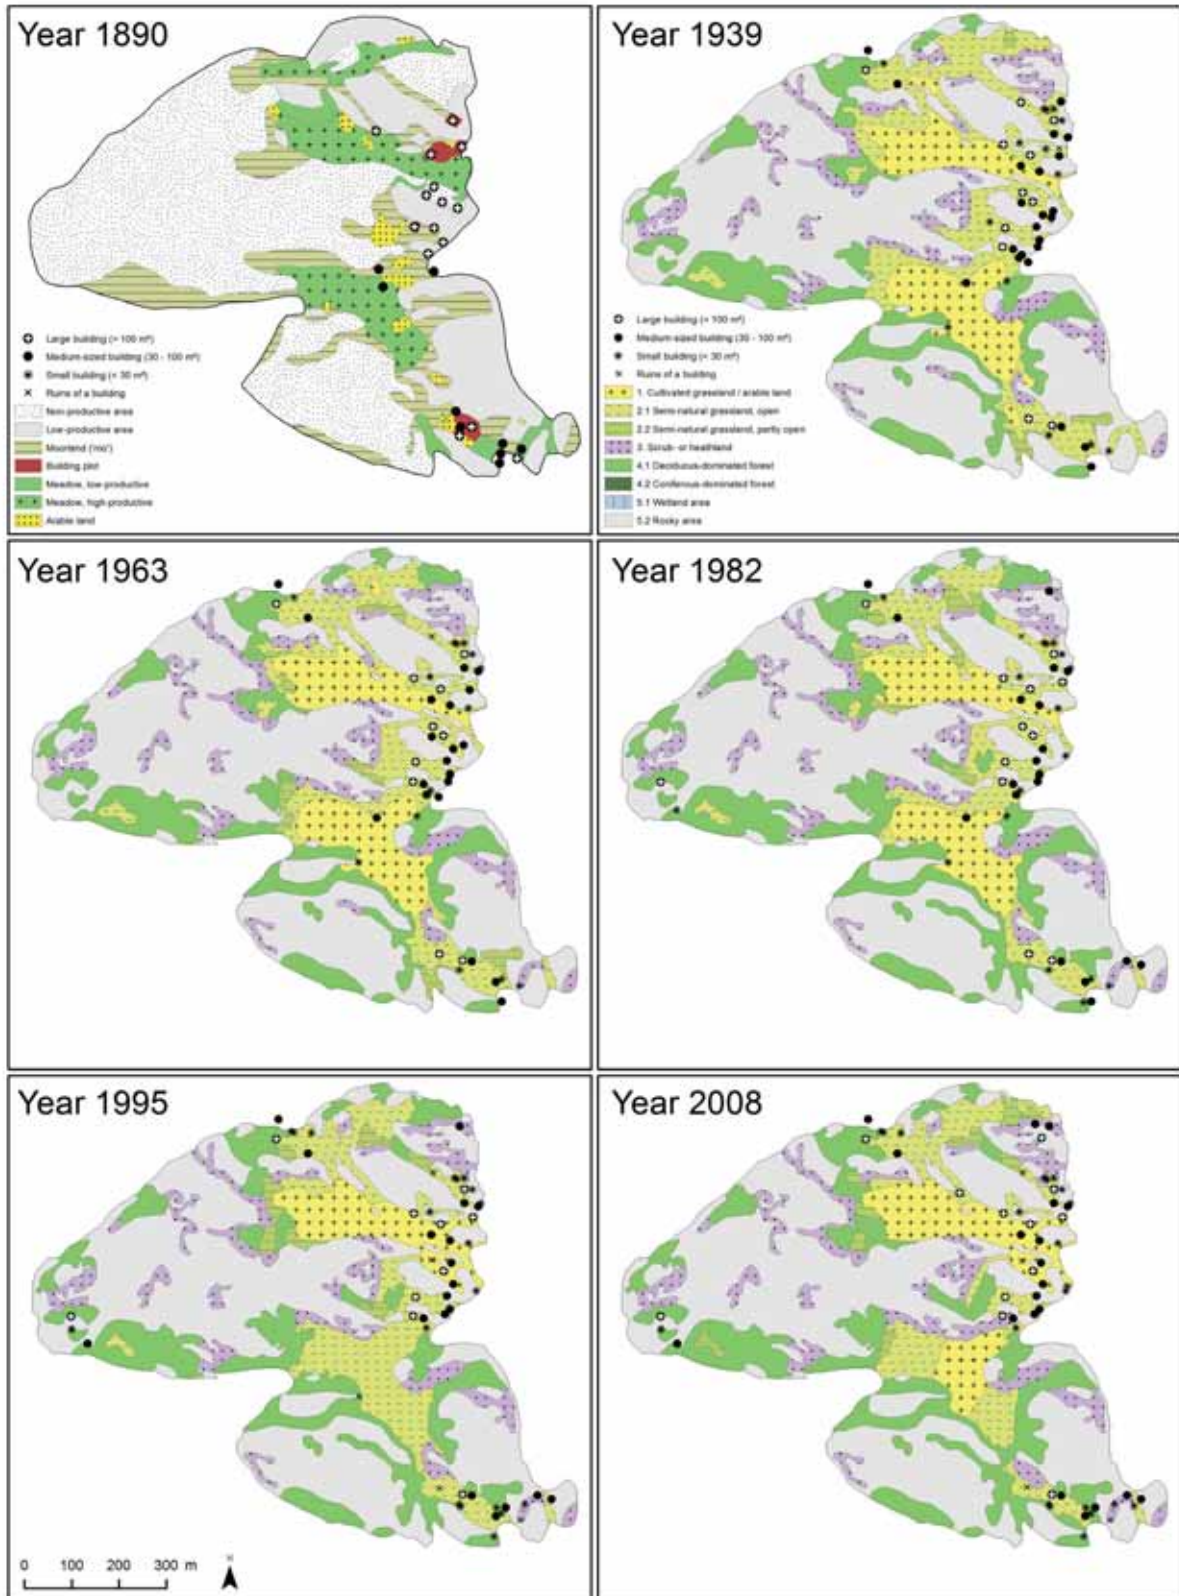 Year 1890
Large building (> 100 m²)
Medium-sized building (30 - 100 m²)
Small building (< 30 m²)
Ruins of a building
Non-productive area
Low-productive area
Moorland ('mo')
Building plot
Meadow, low-productive
Meadow, high-productive
Arable land
Year 1939
Large building (> 100 m²)
Medium-sized building (30 - 100 m²)
Small building (< 30 m²)
Ruins of a building
1. Cultivated grassland / arable land
2.1 Semi-natural grassland, open
2.2 Semi-natural grassland, partly open
3. Scrub- or heathland
4.1 Deciduous-dominated forest
4.2 Coniferous-dominated forest
5.1 Wetland area
5.2 Rocky area
Year 1963
Year 1982
Year 1995
0 100 200 300 m
N
Year 2008